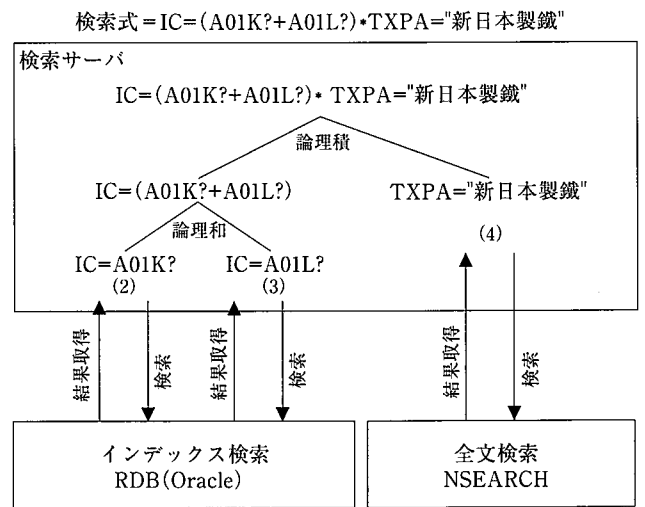 検索式=IC=(A01K?+A01L?)*TXPA="新日本製鐵"
検索サーバ
IC=(A01K?+A01L?)* TXPA="新日本製鐵"
論理積
IC=(A01K?+A01L?)
TXPA="新日本製鐵"
論理和
(4)
IC=A01K?
IC=A01L?
(2)
(3)
結果取得
検索
結果取得
検索
結果取得
検索
インデックス検索
RDB(Oracle)
全文検索
NSEARCH